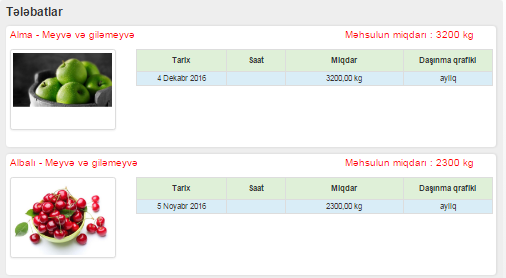 Tələbatlar
Alma - Meyvə və giləmeyvə Məhsulun miqdarı : 3200 kg
Tarix Saat Miqdar Daşınma qrafiki
4 Dekabr 2016 3200,00 kg aylıq
Albalı - Meyvə və giləmeyvə Məhsulun miqdarı : 2300 kg
Tarix Saat Miqdar Daşınma qrafiki
5 Noyabr 2016 2300,00 kg aylıq